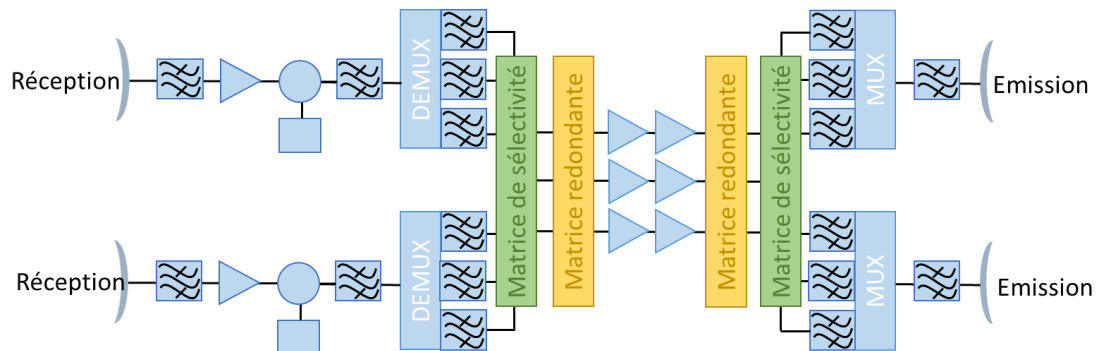 Réception
DEMUX
Matrice de sélectivité
Matrice redondante
Matrice redondante
Matrice de sélectivité
MUX
Emission
Réception
DEMUX
MUX
Emission